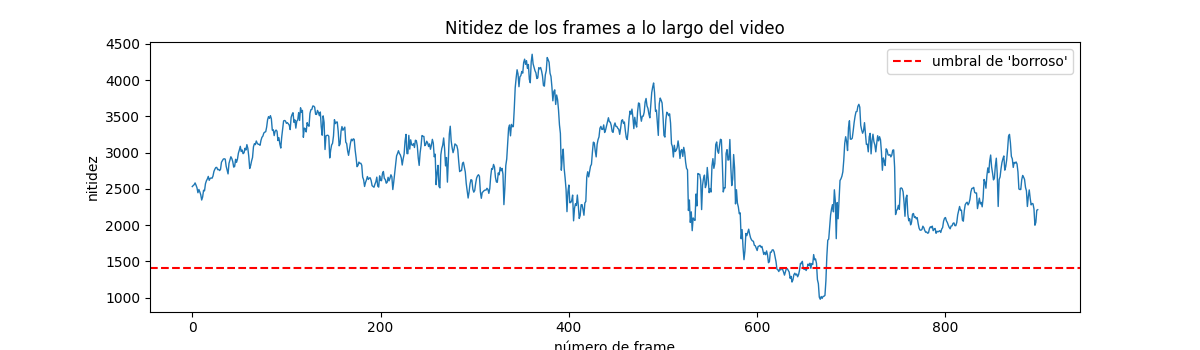 Nitidez de los frames a lo largo del video
umbral de 'borroso'
nitidez
4500
4000
3500
3000
2500
2000
1500
1000
0 200 400 600 800
número de frame